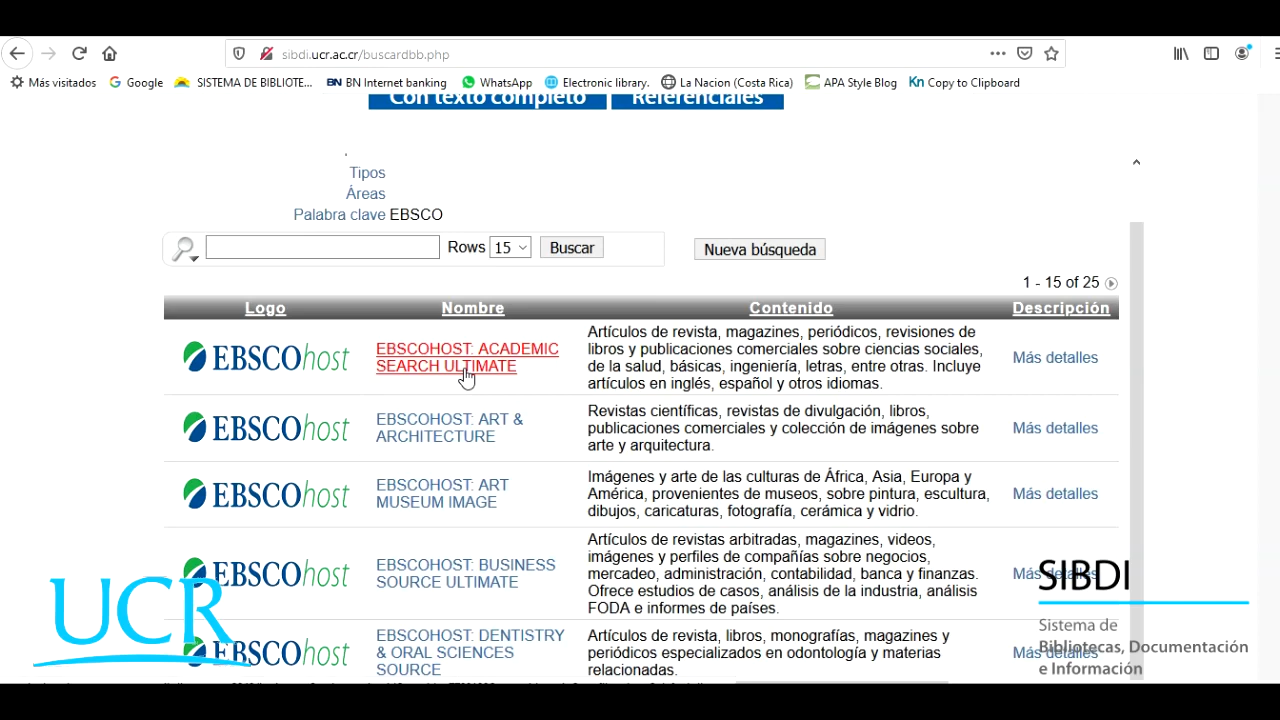 sibdi.ucr.ac.cr/buscardbb.php
Más visitados Google SISTEMA DE BIBLIOTE... BN BN Internet banking WhatsApp Electronic library. La Nacion (Costa Rica) APA Style Blog Kn Copy to Clipboard
Con texto completo Referenciales
Tipos
Áreas
Palabra clave EBSCO
Rows 15 Buscar Nueva búsqueda
1 - 15 of 25
Logo Nombre Contenido Descripción
EBSCOhost
EBSCOHOST: ACADEMIC
SEARCH ULTIMATE
Artículos de revista, magazines, periódicos, revisiones de
libros y publicaciones comerciales sobre ciencias sociales,
de la salud, básicas, ingeniería, letras, entre otras. Incluye
artículos en inglés, español y otros idiomas.
Más detalles
EBSCOhost
EBSCOHOST: ART &
ARCHITECTURE
Revistas científicas, revistas de divulgación, libros,
publicaciones comerciales y colección de imágenes sobre
arte y arquitectura.
Más detalles
EBSCOhost
EBSCOHOST: ART
MUSEUM IMAGE
Imágenes y arte de las culturas de África, Asia, Europa y
América, provenientes de museos, sobre pintura, escultura,
dibujos, caricaturas, fotografía, cerámica y vidrio.
Más detalles
EBSCOhost
EBSCOHOST: BUSINESS
SOURCE ULTIMATE
Artículos de revistas arbitradas, magazines, videos,
imágenes y perfiles de compañías sobre negocios,
mercadeo, administración, contabilidad, banca y finanzas.
Ofrece estudios de casos, análisis de la industria, análisis
FODA e informes de países.
Más detalles
EBSCOhost
EBSCOHOST: DENTISTRY
& ORAL SCIENCES
SOURCE
Artículos de revista, libros, monografías, magazines y
periódicos especializados en odontología y materias
relacionadas.
Más detalles
UCR
SIBDI
Sistema de
Bibliotecas, Documentación
e Información